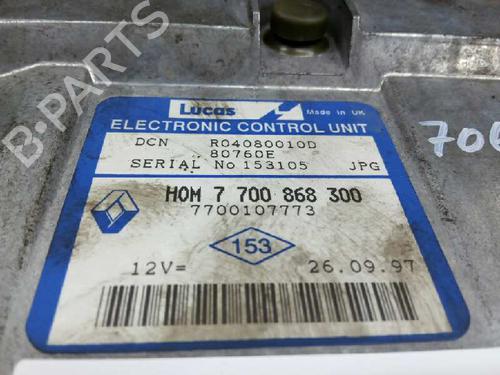 Lucas Made in UK
ELECTRONIC CONTROL UNIT
DCN R04080010D
80760E
SERIAL No 153105 JPG
HOM 7 700 868 300
7700107773
153
12V= 26.09.97
B-PARTS